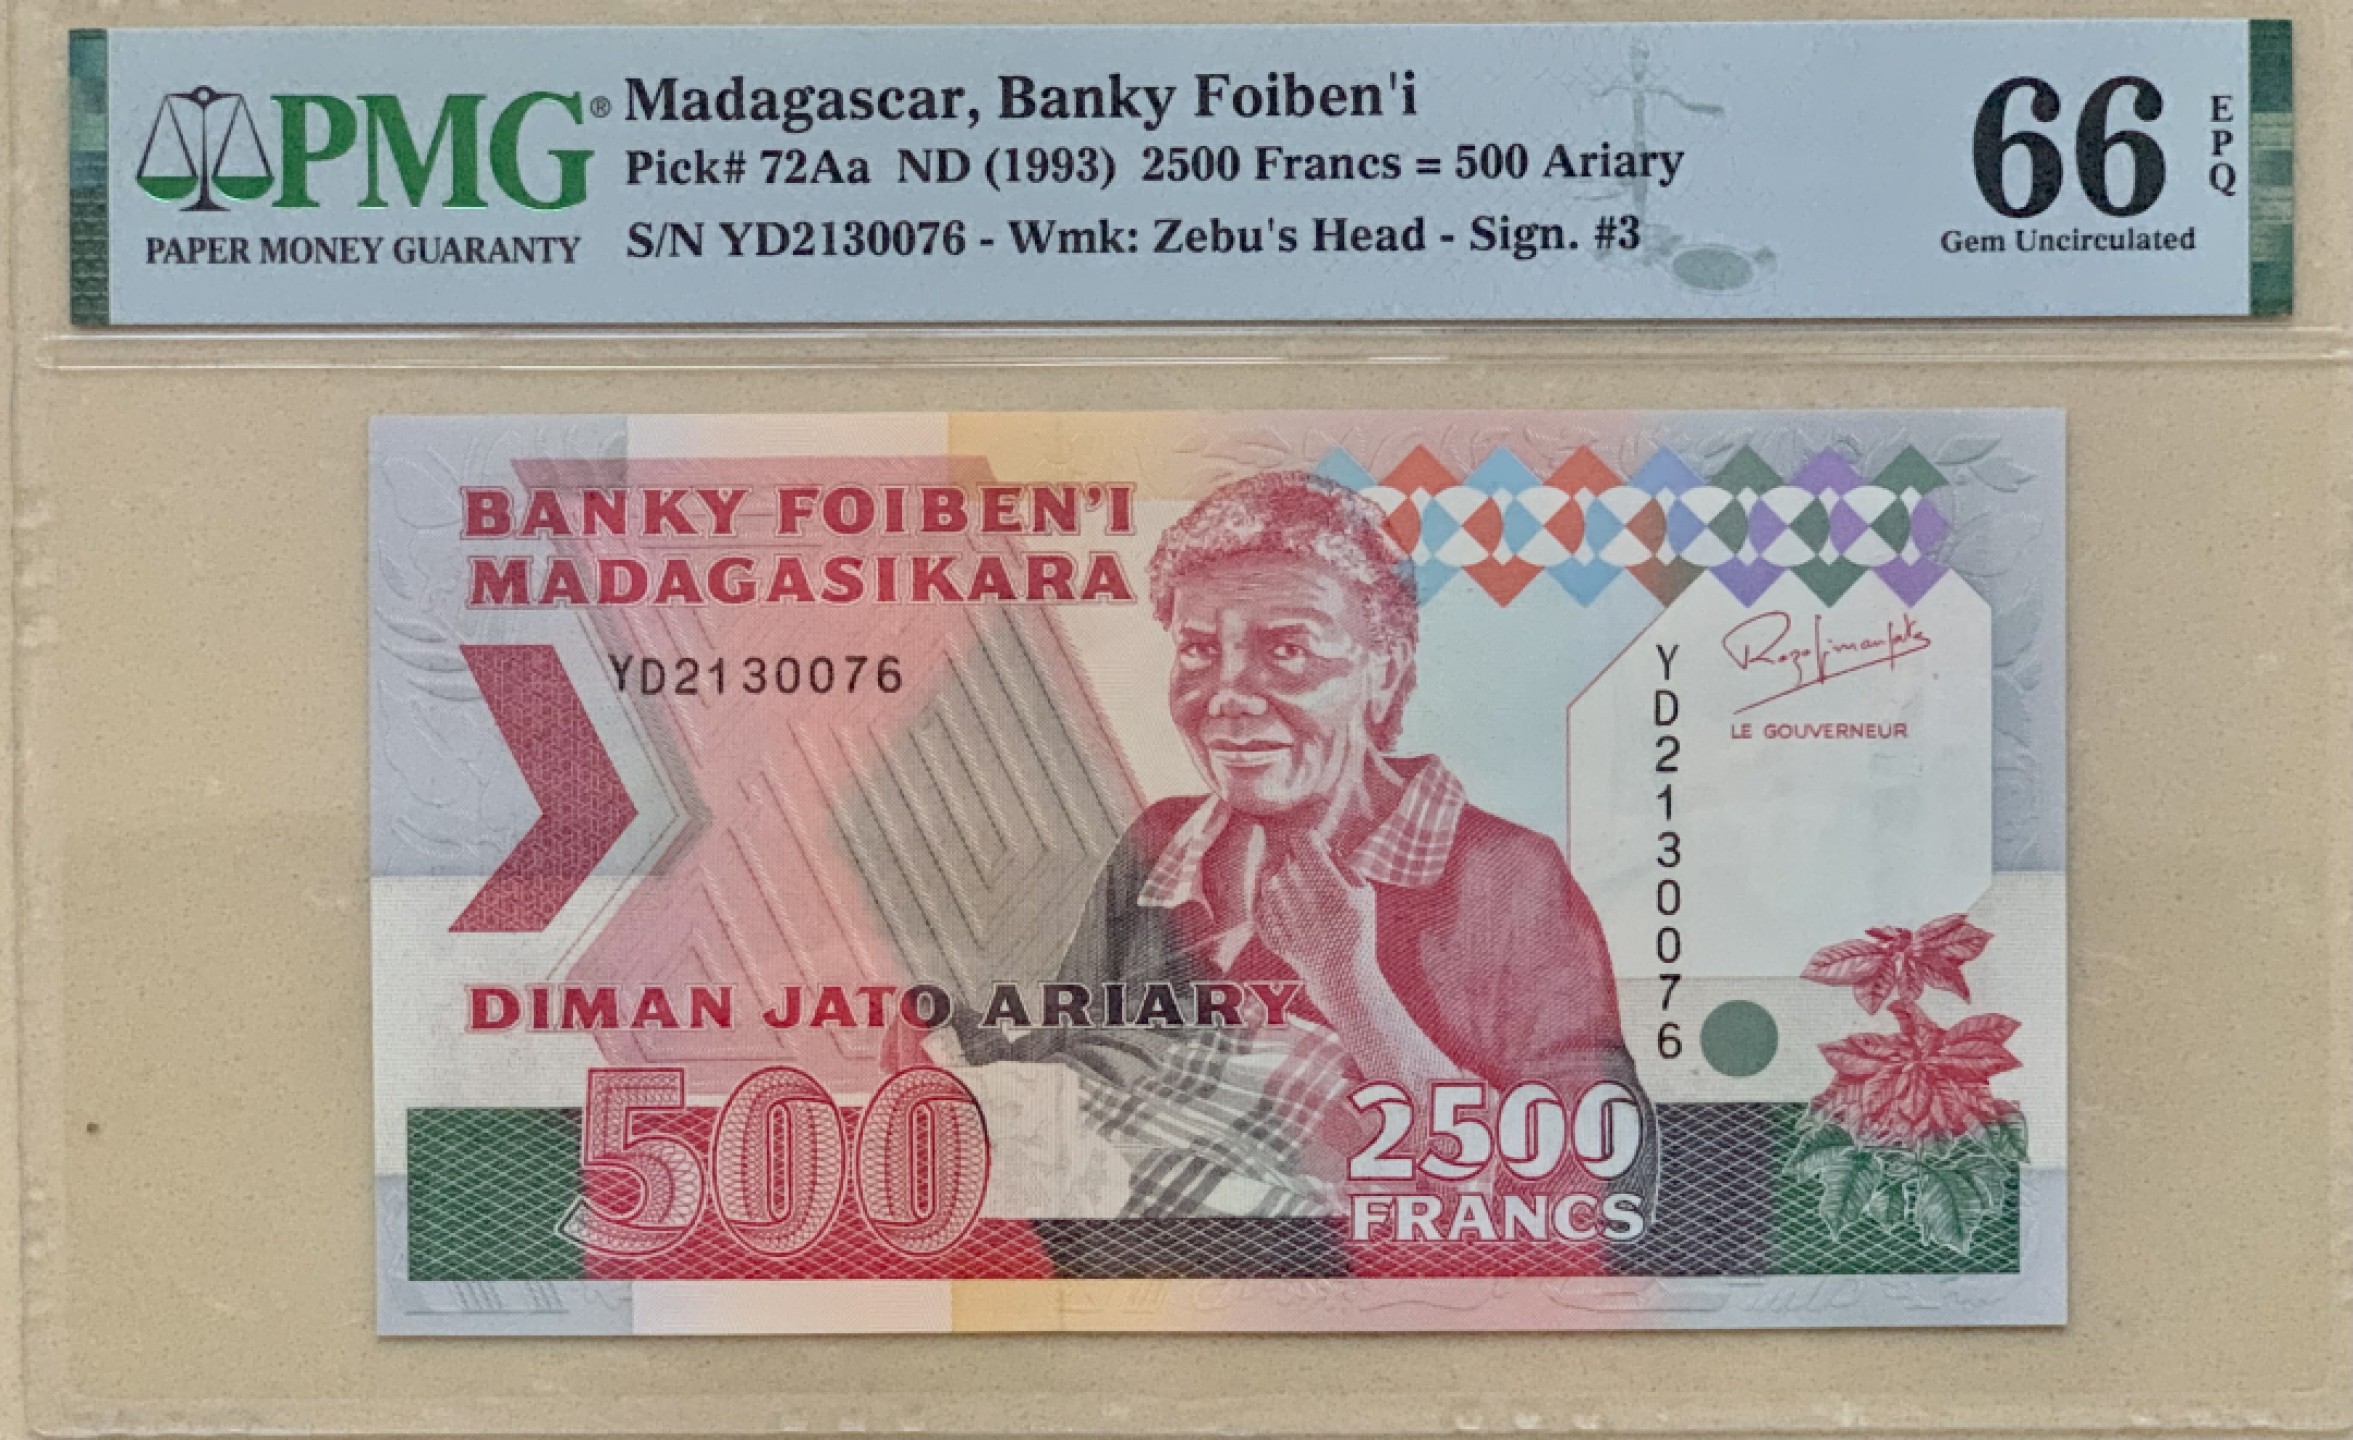 PMG®
PAPER MONEY GUARANTY
Madagascar, Banky Foiben'i
Pick# 72Aa ND (1993) 2500 Francs = 500 Ariary
S/N YD2130076 - Wmk: Zebu's Head - Sign. #3
66
EPQ
Gem Uncirculated
BANKY FOIBEN'I
MADAGASIKARA
YD2130076
YD2130076
LE GOUVERNEUR
DIMAN JATO ARIARY
500
2500
FRANCS